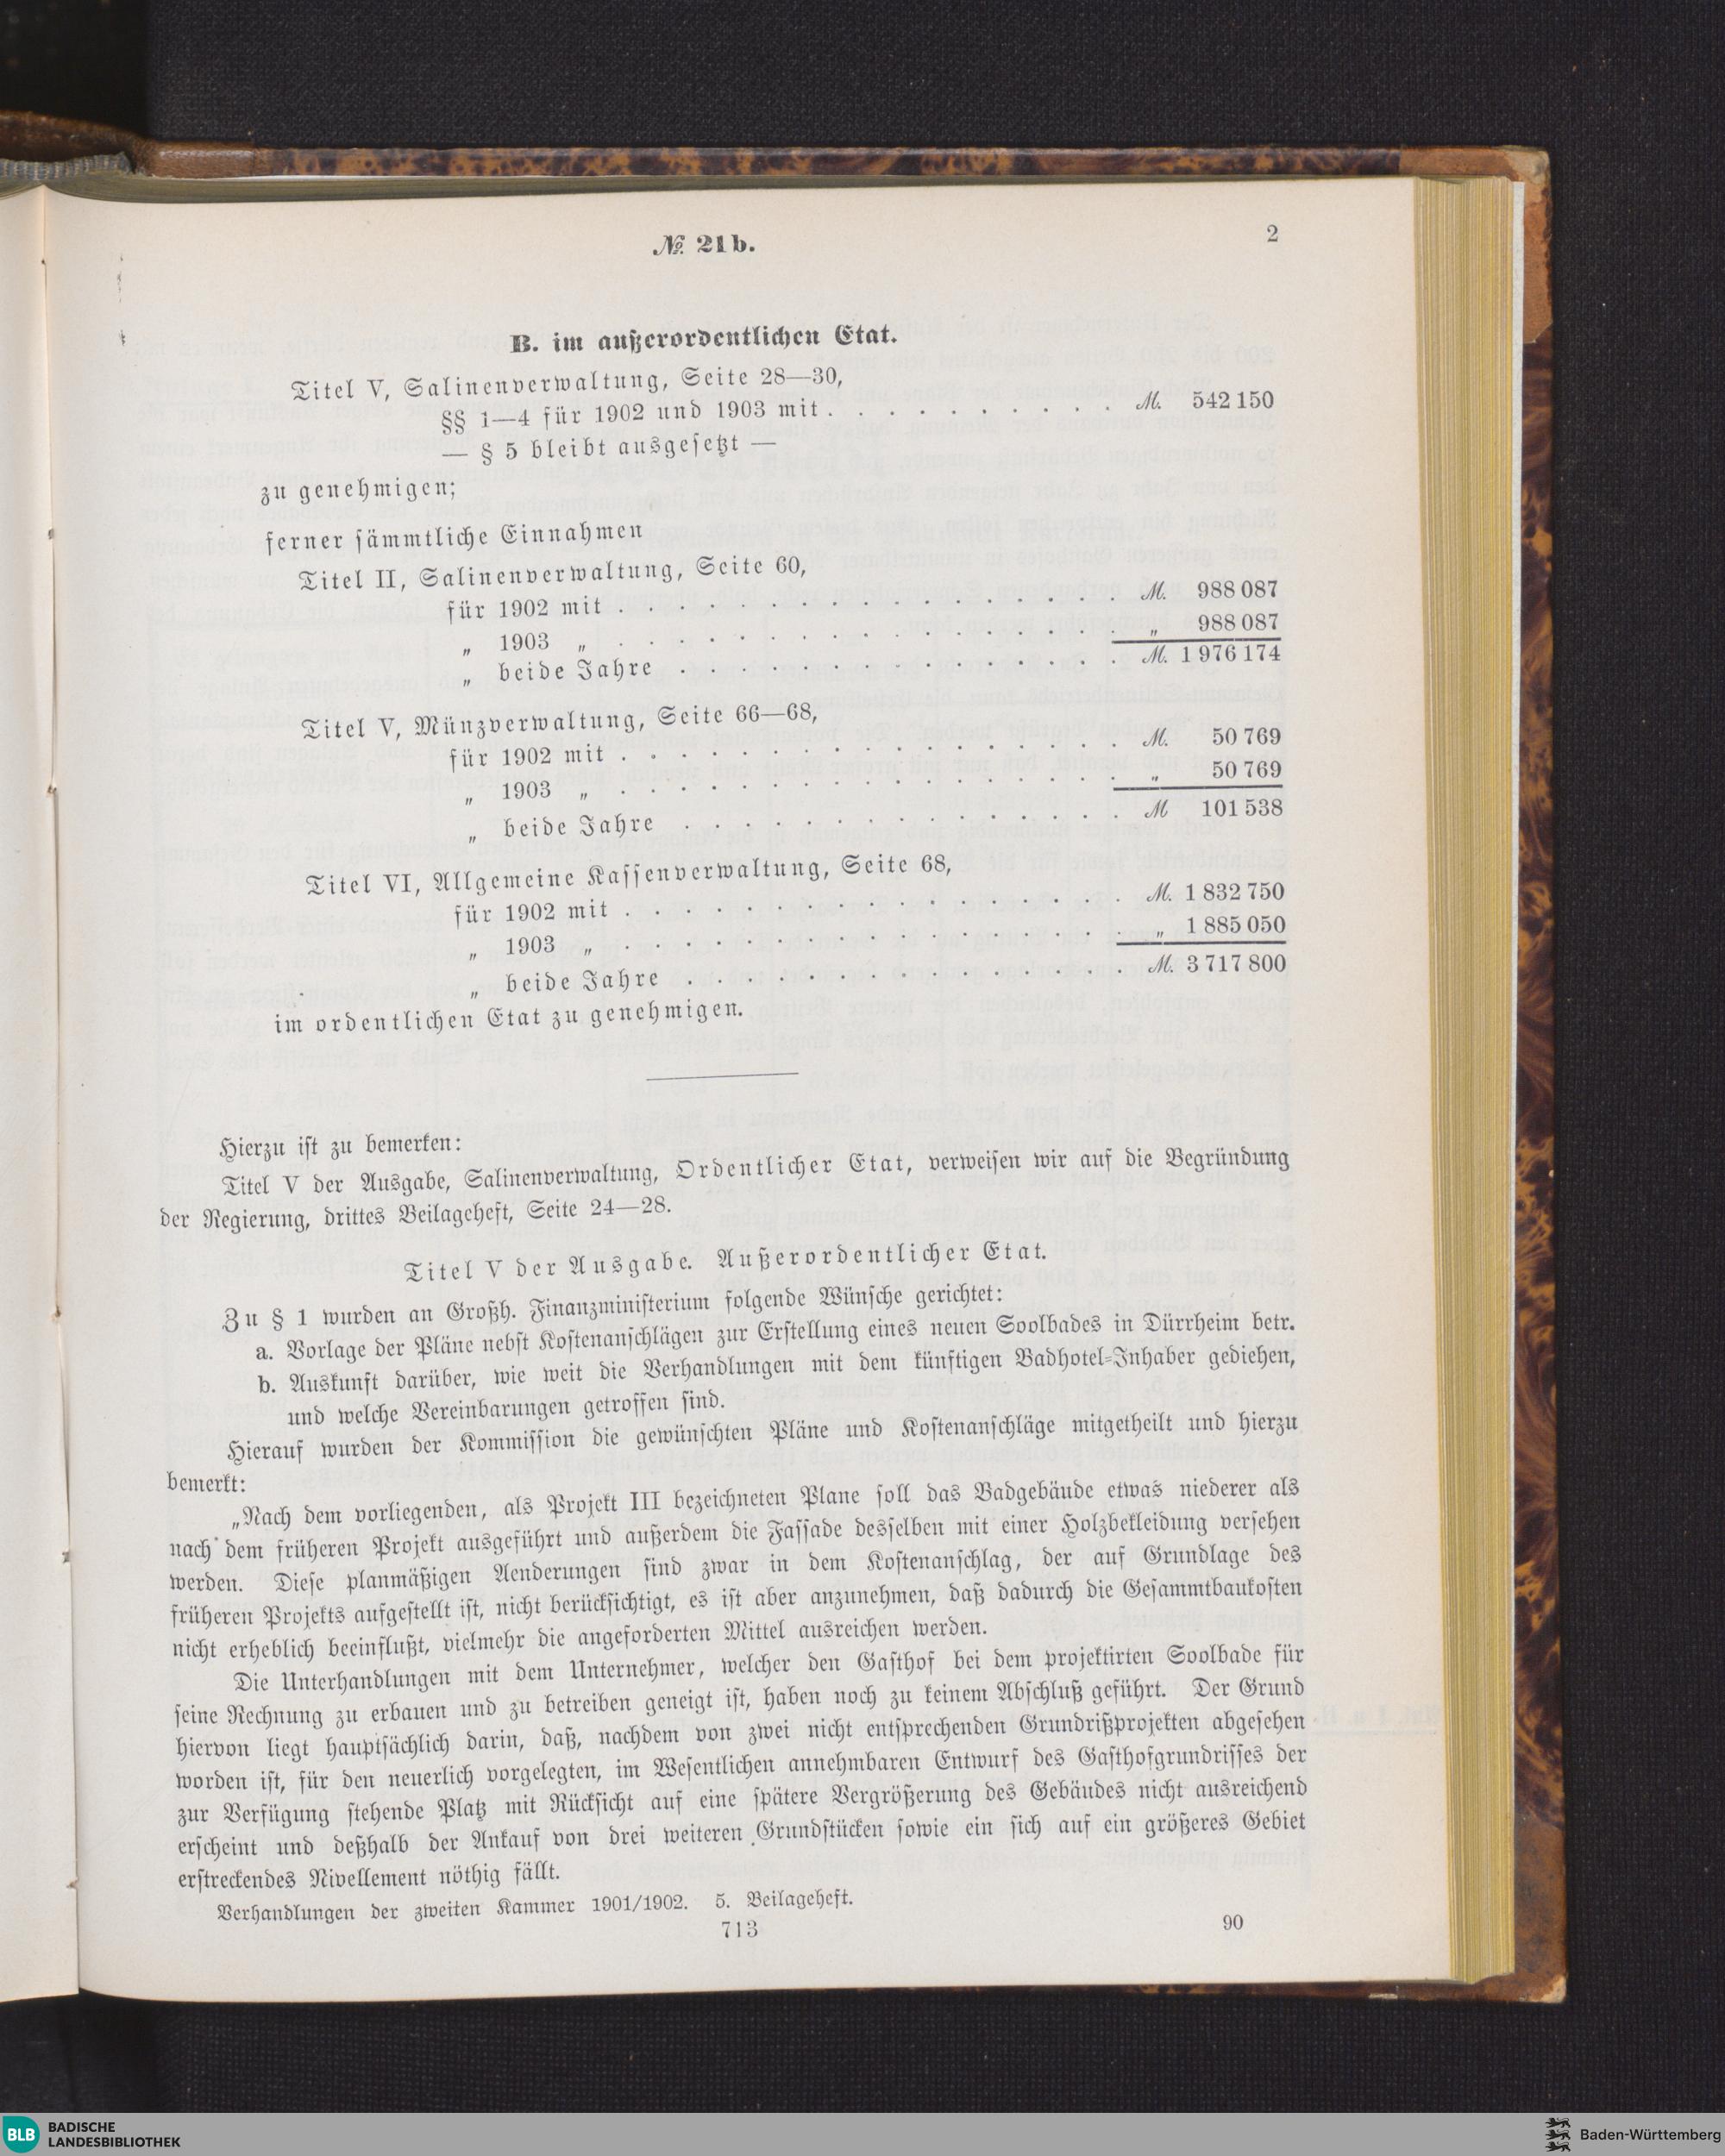 № 21b.
2
B. im außerordentlichen Etat.
Titel V, Salinenverwaltung, Seite 28—30,
§§ 1—4 für 1902 und 1903 mit . . . . . . . . . . M. 542 150
— § 5 bleibt ausgesetzt —
zu genehmigen;
ferner sämmtliche Einnahmen
Titel II, Salinenverwaltung, Seite 60,
für 1902 mit . . . . . . . . . . . . . . . . . M. 988 087
„ 1903 „ . . . . . . . . . . . . . . . . . „ 988 087
„ beide Jahre . . . . . . . . . . . . . . . M. 1 976 174
Titel V, Münzverwaltung, Seite 66—68,
für 1902 mit . . . . . . . . . . . . . . . . . M. 50 769
„ 1903 „ . . . . . . . . . . . . . . . . . „ 50 769
„ beide Jahre . . . . . . . . . . . . . . . M 101 538
Titel VI, Allgemeine Kassenverwaltung, Seite 68,
für 1902 mit . . . . . . . . . . . . . . . . . M. 1 832 750
„ 1903 „ . . . . . . . . . . . . . . . . „ 1 885 050
„ beide Jahre . . . . . . . . . . . . . . . M. 3 717 800
im ordentlichen Etat zu genehmigen.
Hierzu ist zu bemerken:
Titel V der Ausgabe, Salinenverwaltung, Ordentlicher Etat, verweisen wir auf die Begründung
der Regierung, drittes Beilageheft, Seite 24—28.
Titel V der Ausgabe. Außerordentlicher Etat.
Zu § 1 wurden an Großh. Finanzministerium folgende Wünsche gerichtet:
a. Vorlage der Pläne nebst Kostenanschlägen zur Erstellung eines neuen Soolbades in Dürrheim betr.
b. Auskunft darüber, wie weit die Verhandlungen mit dem künftigen Badhotel-Inhaber gediehen,
und welche Vereinbarungen getroffen sind.
Hierauf wurden der Kommission die gewünschten Pläne und Kostenanschläge mitgetheilt und hierzu
bemerkt:
„Nach dem vorliegenden, als Projekt III bezeichneten Plane soll das Badgebäude etwas niederer als
nach dem früheren Projekt ausgeführt und außerdem die Fassade desselben mit einer Holzbekleidung versehen
werden. Diese planmäßigen Aenderungen sind zwar in dem Kostenanschlag, der auf Grundlage des
früheren Projekts aufgestellt ist, nicht berücksichtigt, es ist aber anzunehmen, daß dadurch die Gesammtbaukosten
nicht erheblich beeinflußt, vielmehr die angeforderten Mittel ausreichen werden.
Die Unterhandlungen mit dem Unternehmer, welcher den Gasthof bei dem projektirten Soolbade für
seine Rechnung zu erbauen und zu betreiben geneigt ist, haben noch zu keinem Abschluß geführt. Der Grund
hiervon liegt hauptsächlich darin, daß, nachdem von zwei nicht entsprechenden Grundrißprojekten abgesehen
worden ist, für den neuerlich vorgelegten, im Wesentlichen annehmbaren Entwurf des Gasthofgrundrisses der
zur Verfügung stehende Platz mit Rücksicht auf eine spätere Vergrößerung des Gebäudes nicht ausreichend
erscheint und deßhalb der Ankauf von drei weiteren Grundstücken sowie ein sich auf ein größeres Gebiet
erstreckendes Nivellement nöthig fällt.
Verhandlungen der zweiten Kammer 1901/1902. 5. Beilageheft.
713
90
BLB BADISCHE
LANDESBIBLIOTHEK
Baden-Württemberg